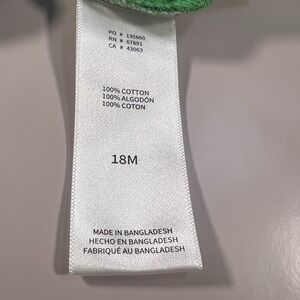 PO # 135660
RN # 67891
CA # 43063
100% COTTON
100% ALGODÓN
100% COTON
18M
MADE IN BANGLADESH
HECHO EN BANGLADESH
FABRIQUÉ AU BANGLADESH